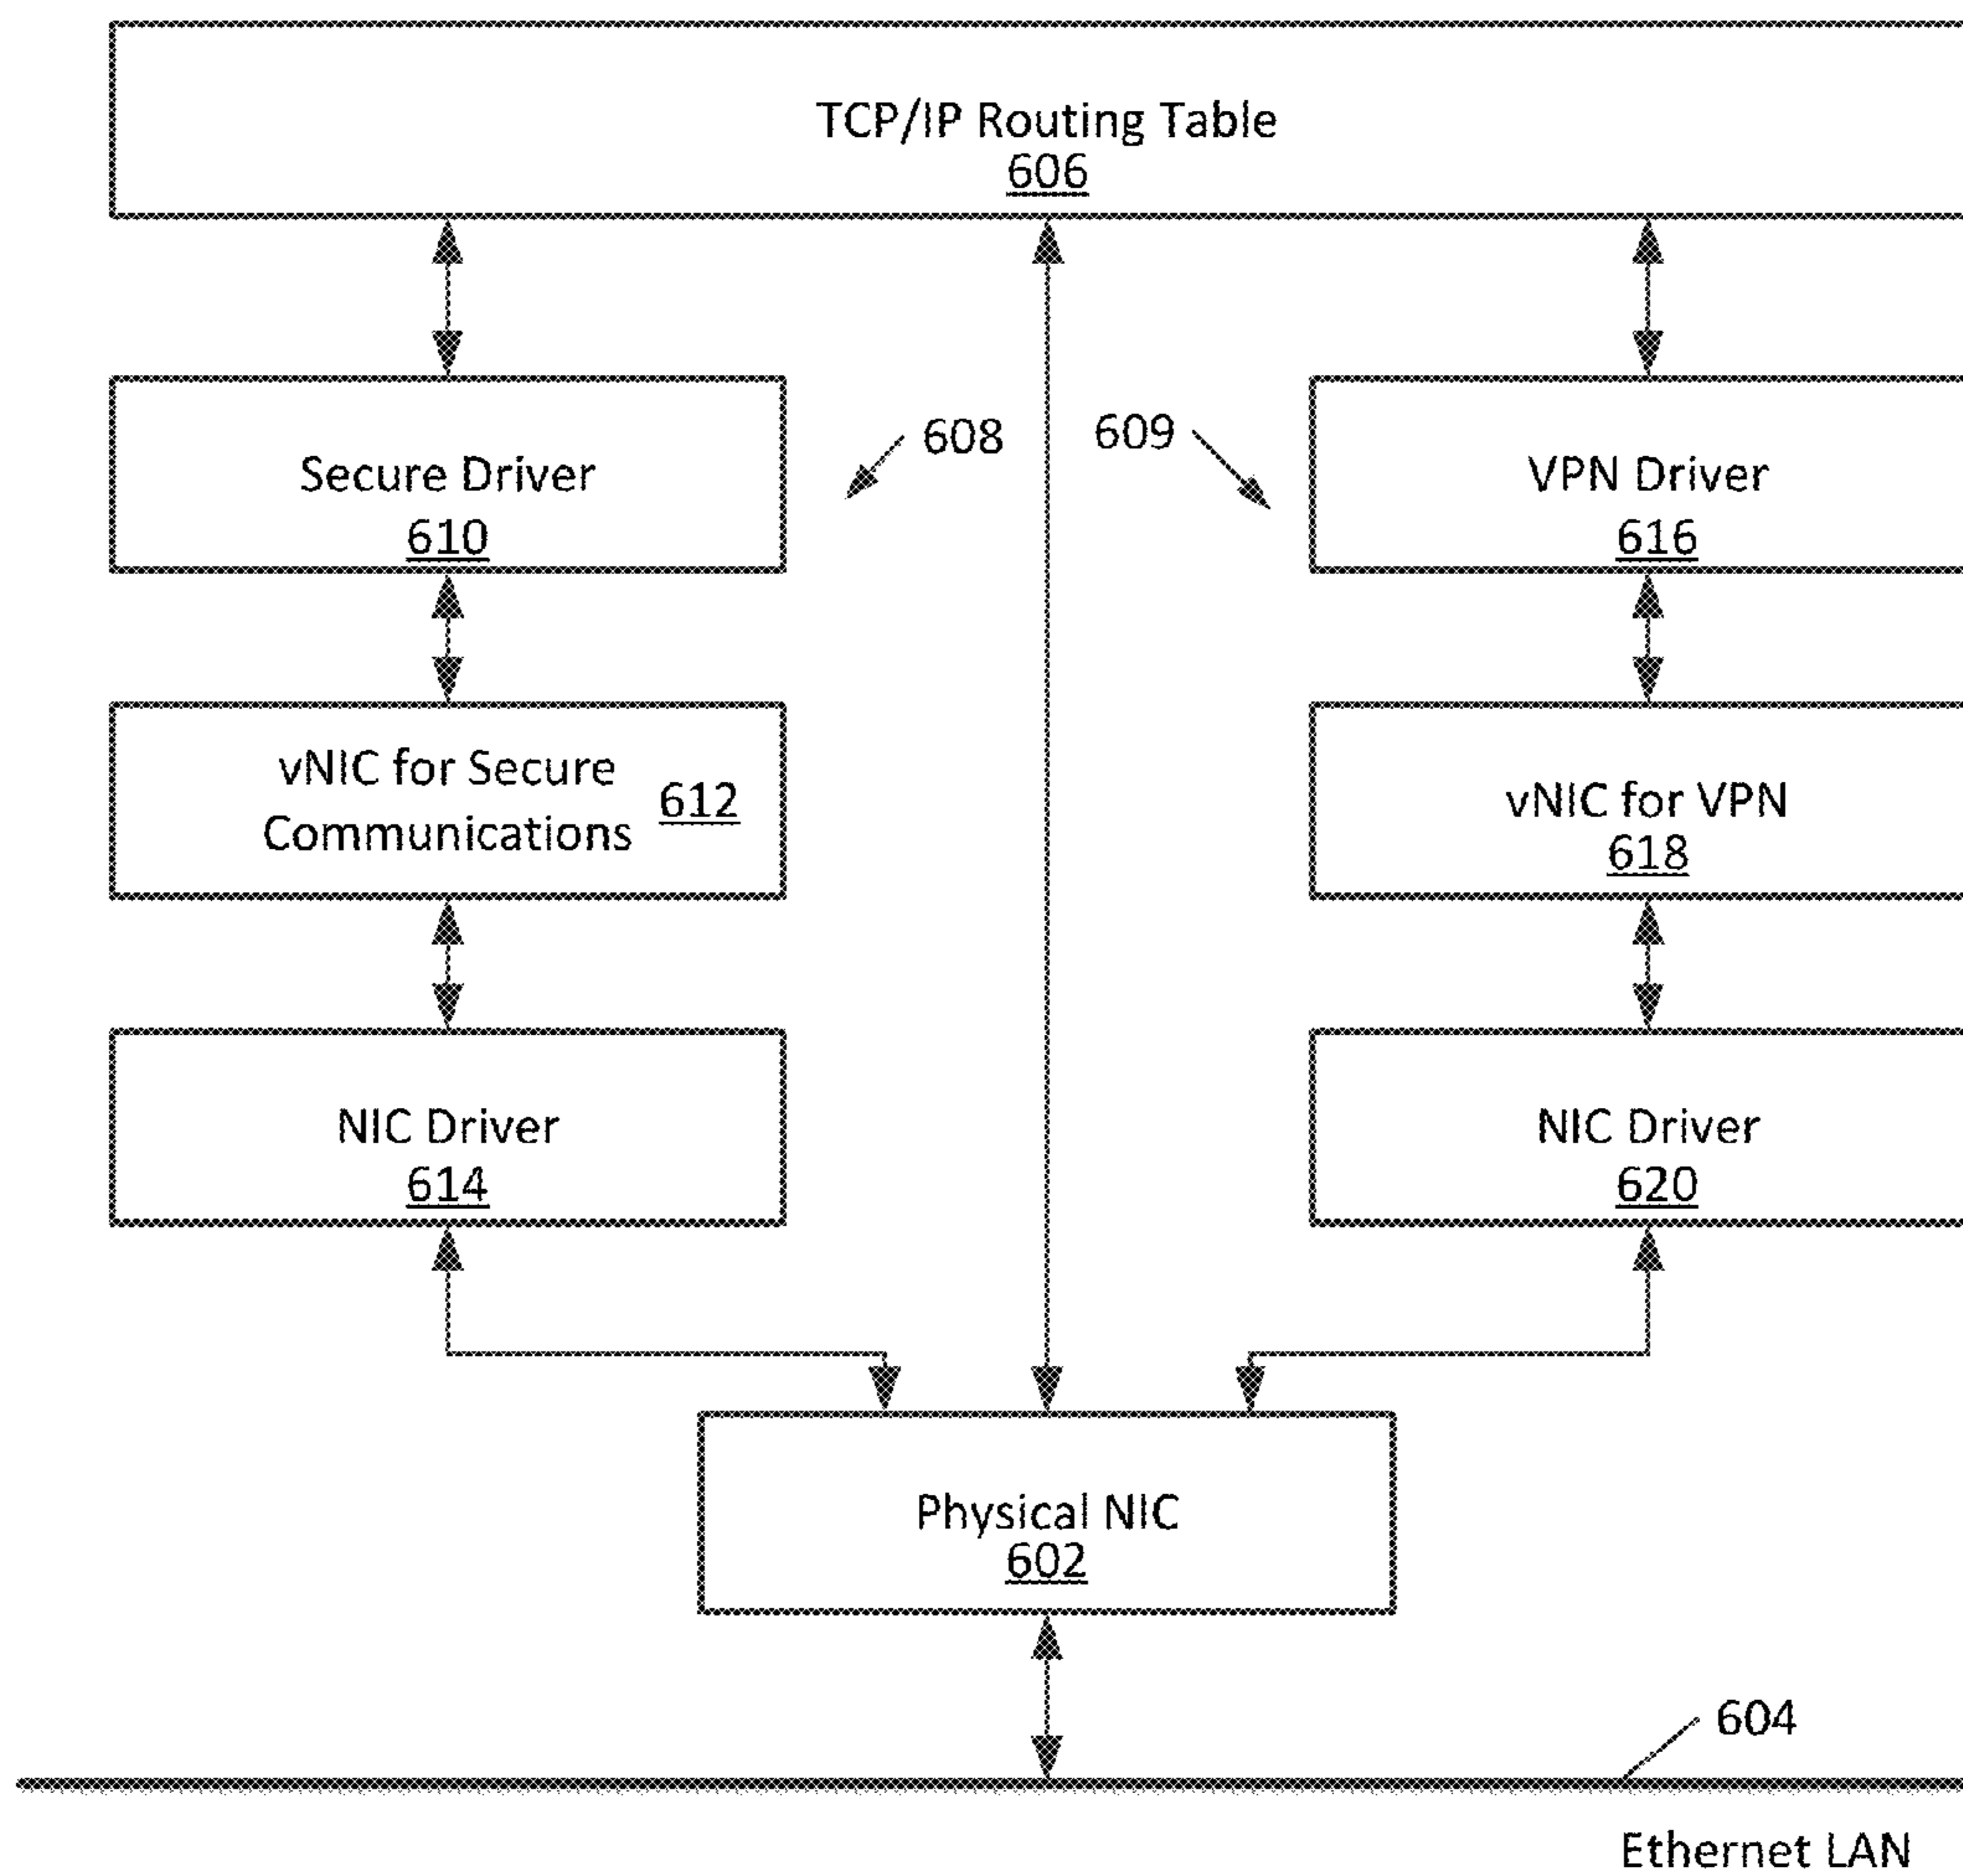 TCP/IP Routing Table
606
608
609
Secure Driver
610
VPN Driver
616
vNIC for Secure
Communications
612
vNIC for VPN
618
NIC Driver
614
NIC Driver
620
Physical NIC
602
604
Ethernet LAN